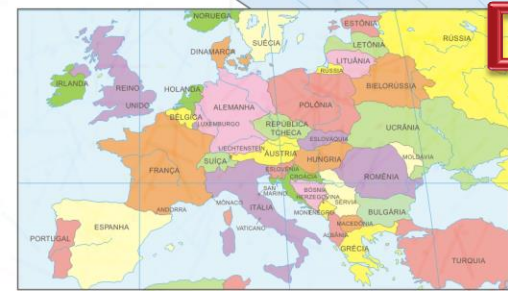 NORUEGA
SUÉCIA
ESTÔNIA
RÚSSIA
DINAMARCA
LETÔNIA
LITUÂNIA
RÚSSIA
BIELORÚSSIA
IRLANDA
REINO
UNIDO
HOLANDA
ALEMANHA
POLÔNIA
BÉLGICA
LUXEMBURGO
REPÚBLICA
TCHECA
UCRÂNIA
ESLOVÁQUIA
LIECHTENSTEIN
ÁUSTRIA
FRANÇA
SUÍÇA
HUNGRIA
MOLDÁVIA
ESLOVÊNIA
CROÁCIA
ROMÊNIA
SAN
MARINO
BÓSNIA
HERZEGOVINA
SÉRVIA
ANDORRA
MÔNACO
ITÁLIA
MONTENEGRO
BULGÁRIA
PORTUGAL
ESPANHA
VATICANO
MACEDÔNIA
ALBÂNIA
GRÉCIA
TURQUIA